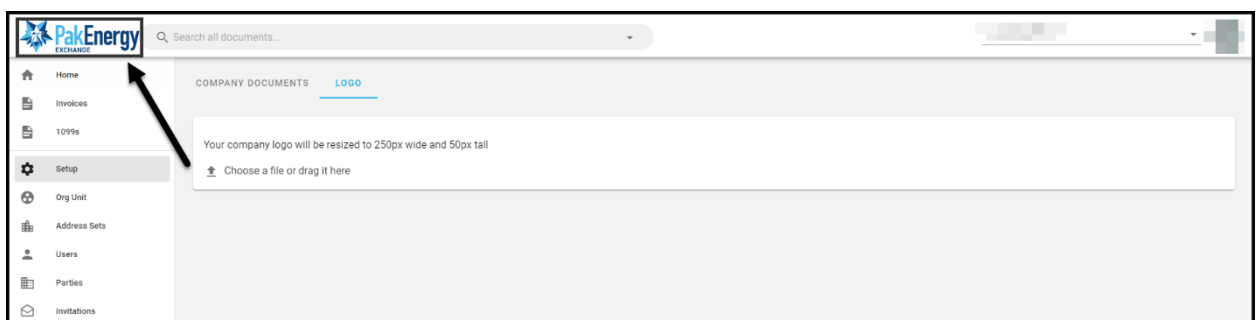 PakEnergy
EXCHANGE
Search all documents...
Home
Invoices
1099s
Setup
Org Unit
Address Sets
Users
Parties
Invitations
COMPANY DOCUMENTS LOGO
Your company logo will be resized to 250px wide and 50px tall
Choose a file or drag it here